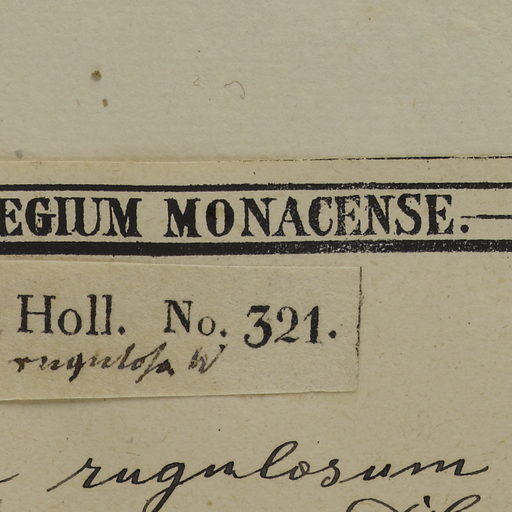 EGIUM MONACENSE.
Holl. No. 321.
rugulosa W
rugulosum